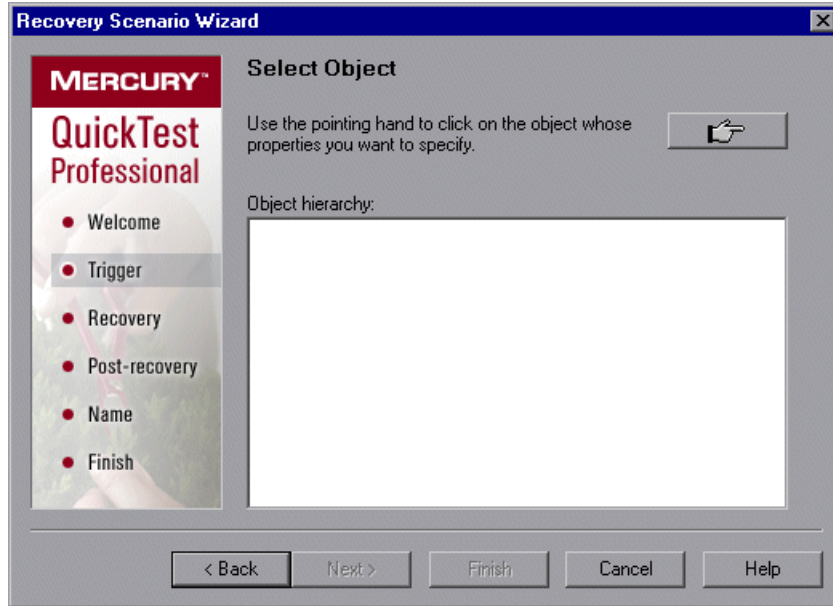 Recovery Scenario Wizard
MERCURY™
QuickTest
Professional
Welcome
Trigger
Recovery
Post-recovery
Name
Finish
Select Object
Use the pointing hand to click on the object whose
properties you want to specify.
Object hierarchy:
< Back
Next >
Finish
Cancel
Help